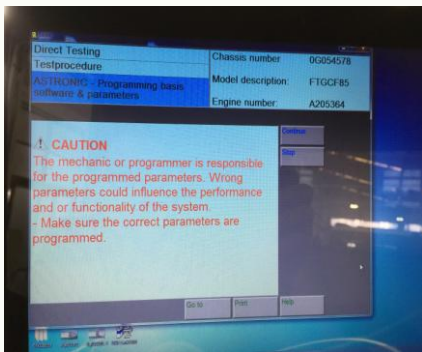 Direct Testing
Testprocedure
ASTRONIC - Programming basis
software & parameters
Chassis number 0G054578
Model description: FTGCF85
Engine number: A205364
⚠ CAUTION
The mechanic or programmer is responsible
for the programmed parameters. Wrong
parameters could influence the performance
and or functionality of the system.
- Make sure the correct parameters are
programmed.
Continue
Stop
Go to
Print
Help